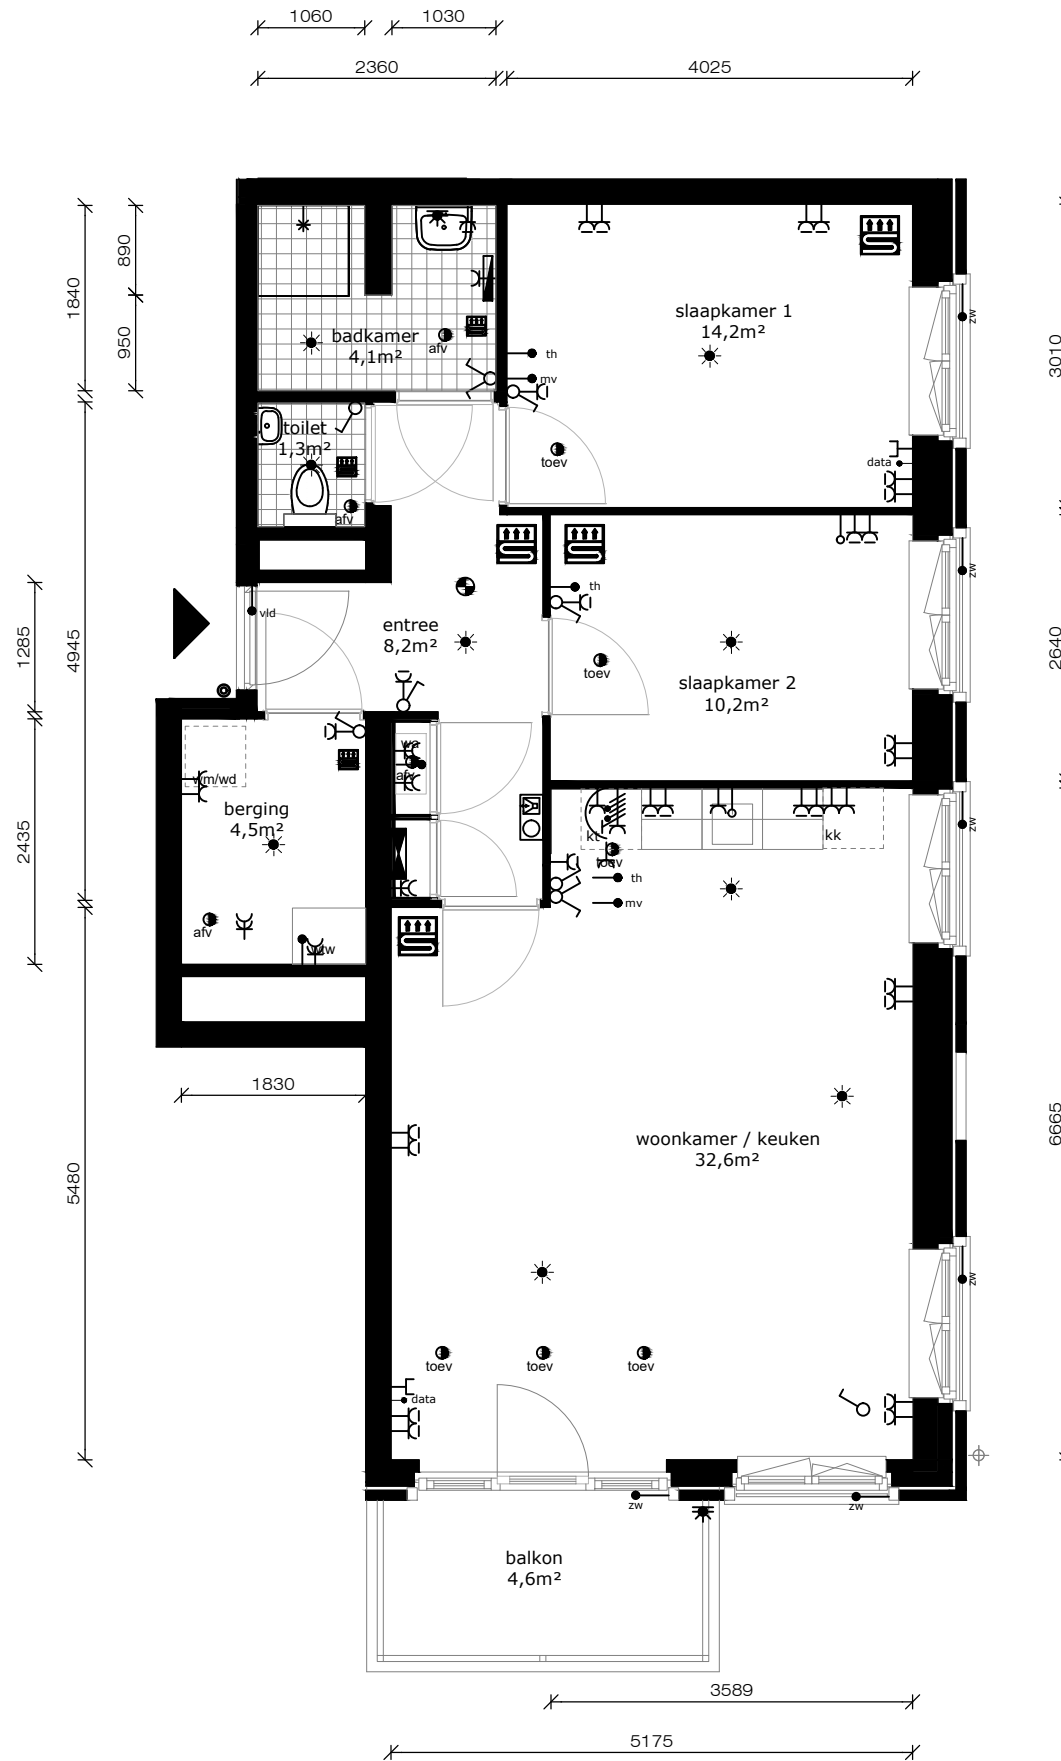 1060
1030
2360
4025
890
1840
950
3010
slaapkamer 1
14,2m²
zw
badkamer
4,1m²
afv
th
mv
toilet
1,3m²
toev
data
afv
zw
th
vld
1285
4945
entree
8,2m²
2640
toev
slaapkamer 2
10,2m²
wa
afv
wm/wd
berging
4,5m²
2435
kt
kk
zw
toev
th
mv
afv
wtw
1830
woonkamer / keuken
32,6m²
6665
5480
zw
toev
toev
toev
data
zw
zw
balkon
4,6m²
3589
5175